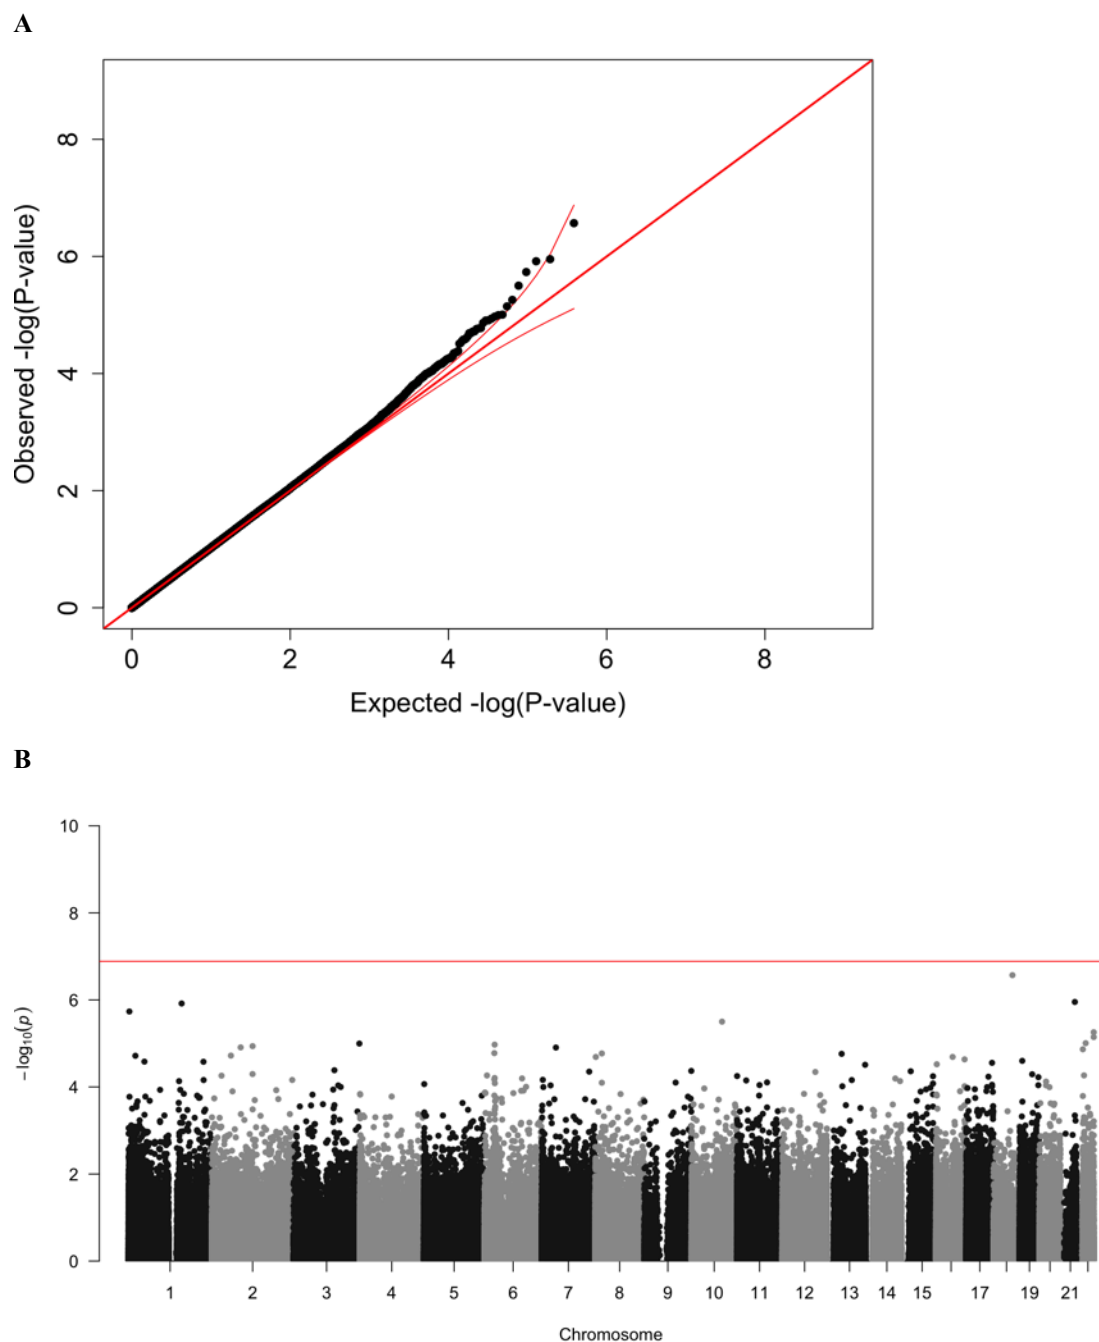 A
8
6
4
2
0
Observed -log(P-value)
0 2 4 6 8
Expected -log(P-value)
B
10
8
6
4
2
0
−log10(p)
1 2 3 4 5 6 7 8 9 10 11 12 13 14 15 17 19 21
Chromosome